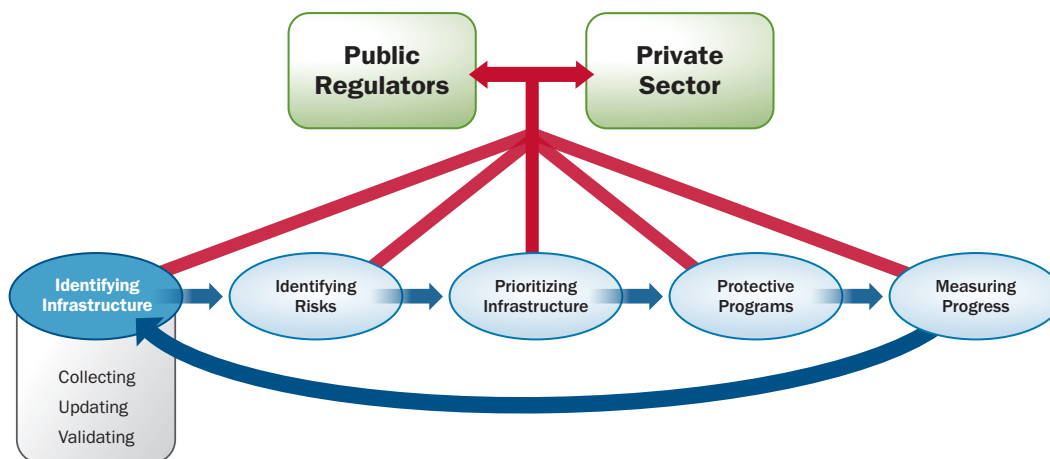 Public
Regulators
Private
Sector
Identifying
Infrastructure
Identifying
Risks
Prioritizing
Infrastructure
Protective
Programs
Measuring
Progress
Collecting
Updating
Validating